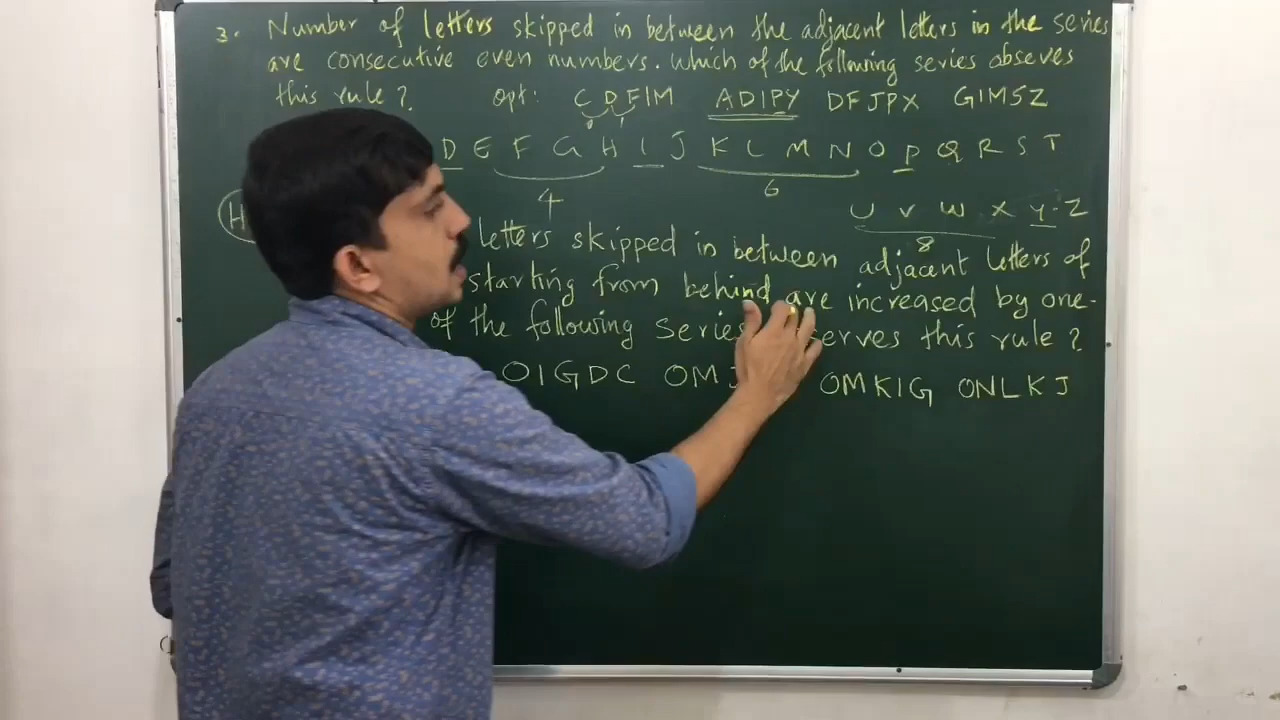 3. Number of letters skipped in between the adjacent letters in the series
are consecutive even numbers. which of the following series obseves
this rule? opt: CDFIM ADIPY DFJPX GIMSZ
D E F G H I J K L M N O P Q R S T
4 6
U V W X Y Z
8
H
letters skipped in between adjacent letters of
starting from behind are increased by one.
of the following series this rule?
OIGDC OM OMKIG ONLKJ